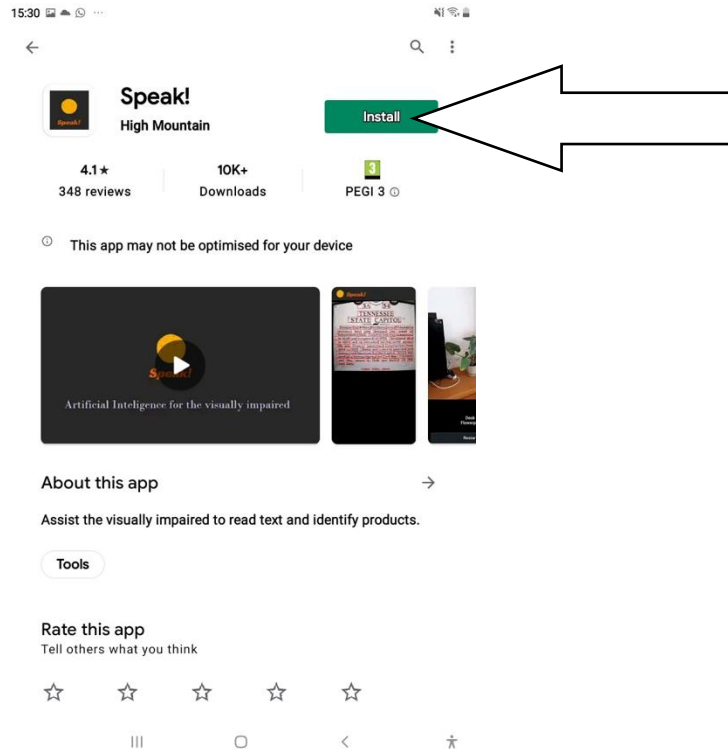 15:30
Speak!
High Mountain
Install
Speak!
4.1★
348 reviews
10K+
Downloads
3
PEGI 3
This app may not be optimised for your device
Artificial Inteligence for the visually impaired
Speak!
TENNESSEE
STATE CAPITOL
Desk
About this app
Assist the visually impaired to read text and identify products.
Tools
Rate this app
Tell others what you think